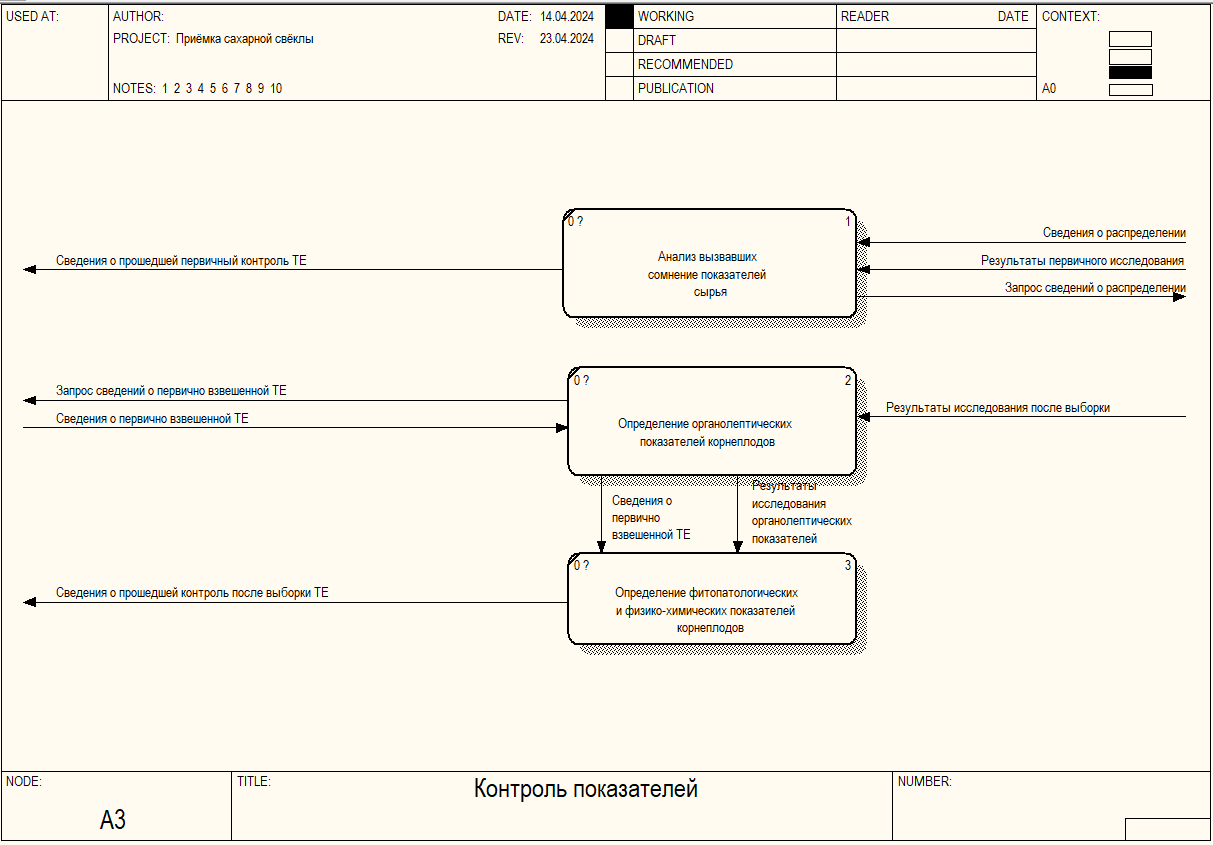 USED AT:
AUTHOR:
DATE: 14.04.2024
PROJECT: Приёмка сахарной свёклы
REV: 23.04.2024
NOTES: 1 2 3 4 5 6 7 8 9 10
WORKING
DRAFT
RECOMMENDED
PUBLICATION
READER
DATE
CONTEXT:
A0
0 ?
1
Анализ вызвавших
сомнение показателей
сырья
Сведения о распределении
Результаты первичного исследования
Запрос сведений о распределении
Сведения о прошедшей первичный контроль ТЕ
Запрос сведений о первично взвешенной ТЕ
Сведения о первично взвешенной ТЕ
0 ?
2
Определение органолептических
показателей корнеплодов
Результаты исследования после выборки
Сведения о
первично
взвешенной ТЕ
Результаты
исследования
органолептических
показателей
0 ?
3
Определение фитопатологических
и физико-химических показателей
корнеплодов
Сведения о прошедшей контроль после выборки ТЕ
NODE:
A3
TITLE:
Контроль показателей
NUMBER: